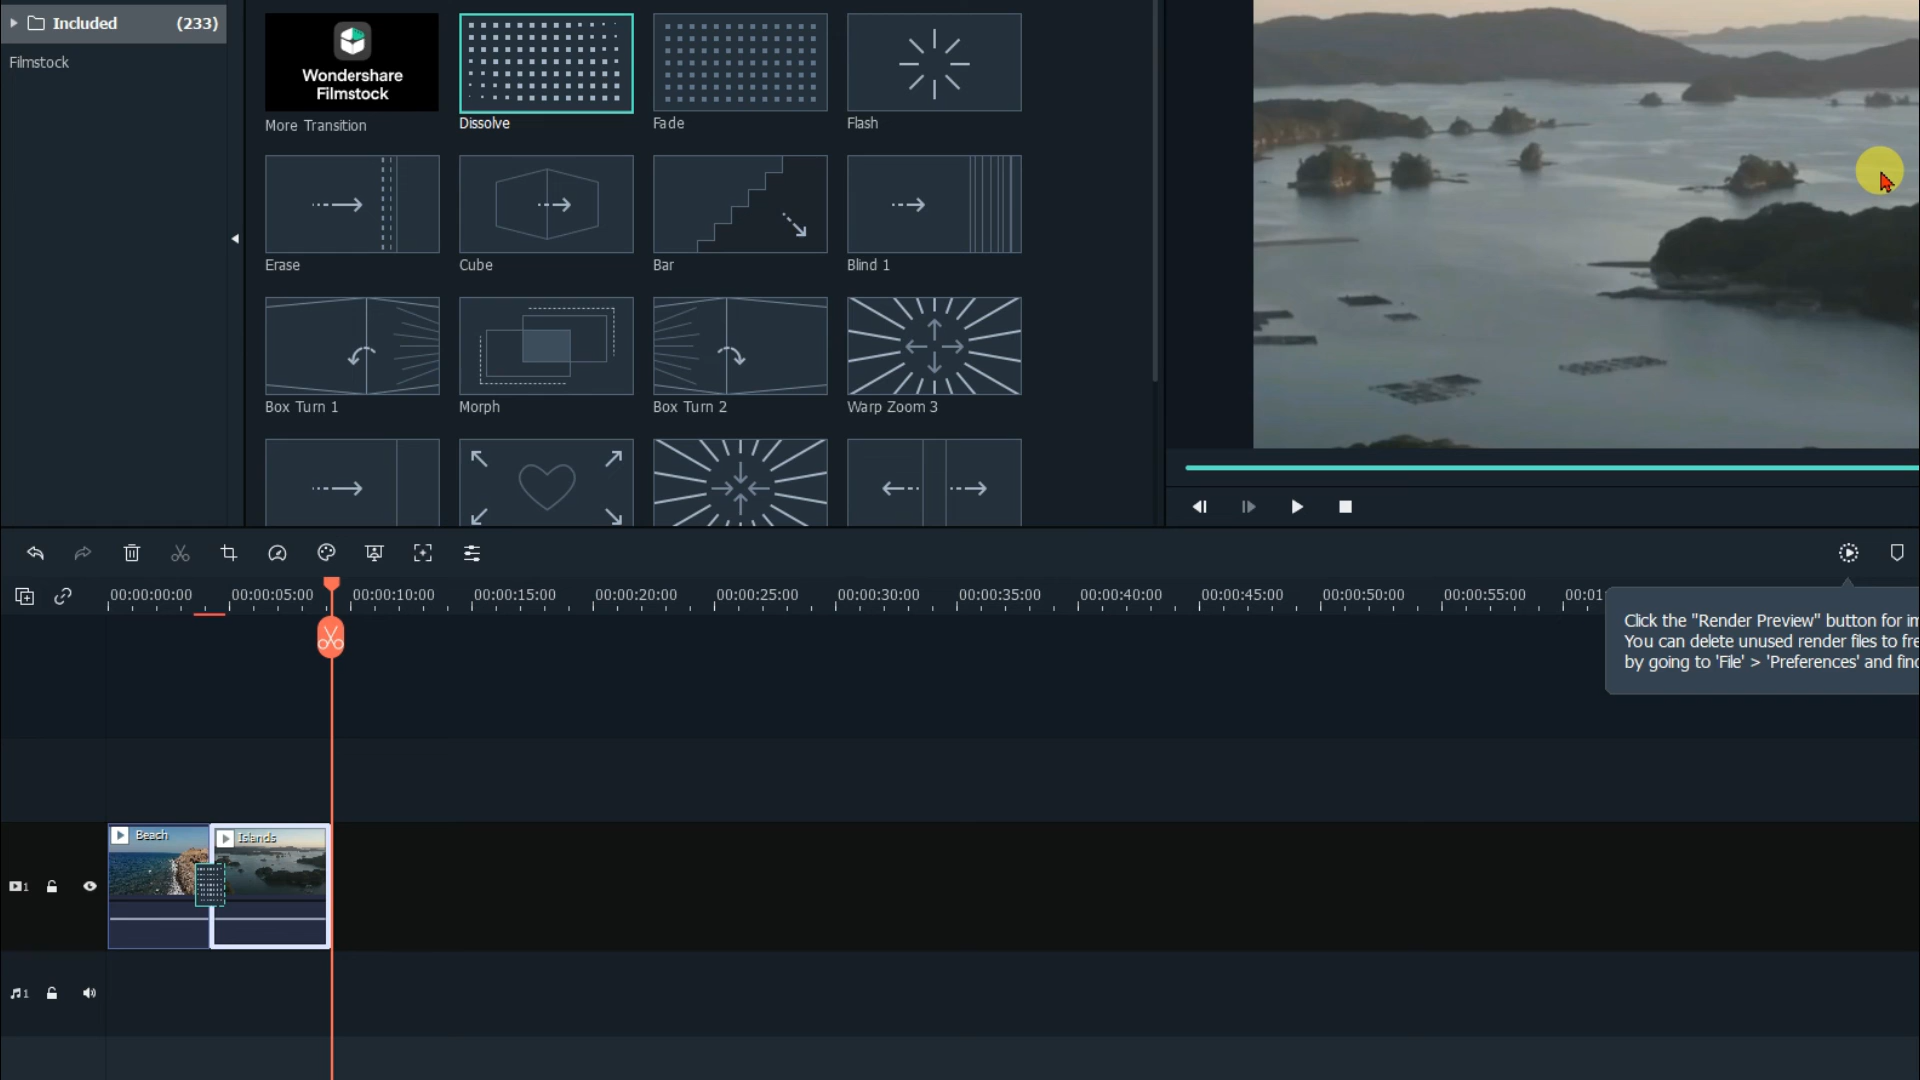 Included (233)
Filmstock
Wondershare
Filmstock
More Transition
Dissolve
Fade
Flash
Erase
Cube
Bar
Blind 1
Box Turn 1
Morph
Box Turn 2
Warp Zoom 3
00:00:00:00 00:00:05:00 00:00:10:00 00:00:15:00 00:00:20:00 00:00:25:00 00:00:30:00 00:00:35:00 00:00:40:00 00:00:45:00 00:00:50:00 00:00:55:00 00:01:
Click the "Render Preview" button for
You can delete unused render files to
by going to 'File' > 'Preferences' and
Beach
Islands
1
1